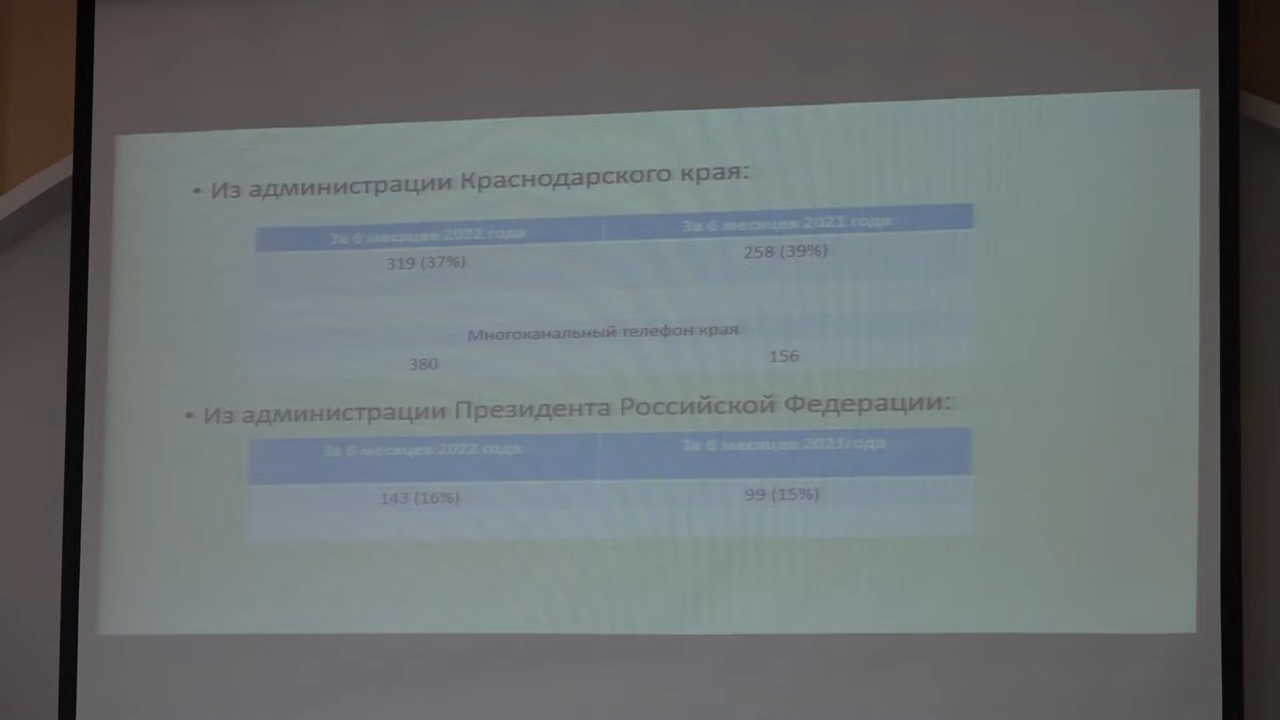 • Из администрации Краснодарского края:
За 6 месяцев 2022 года За 6 месяцев 2021 года
319 (37%) 258 (39%)
Многоканальный телефон края
380 156
• Из администрации Президента Российской Федерации:
За 6 месяцев 2022 года За 6 месяцев 2021года
143 (16%) 99 (15%)